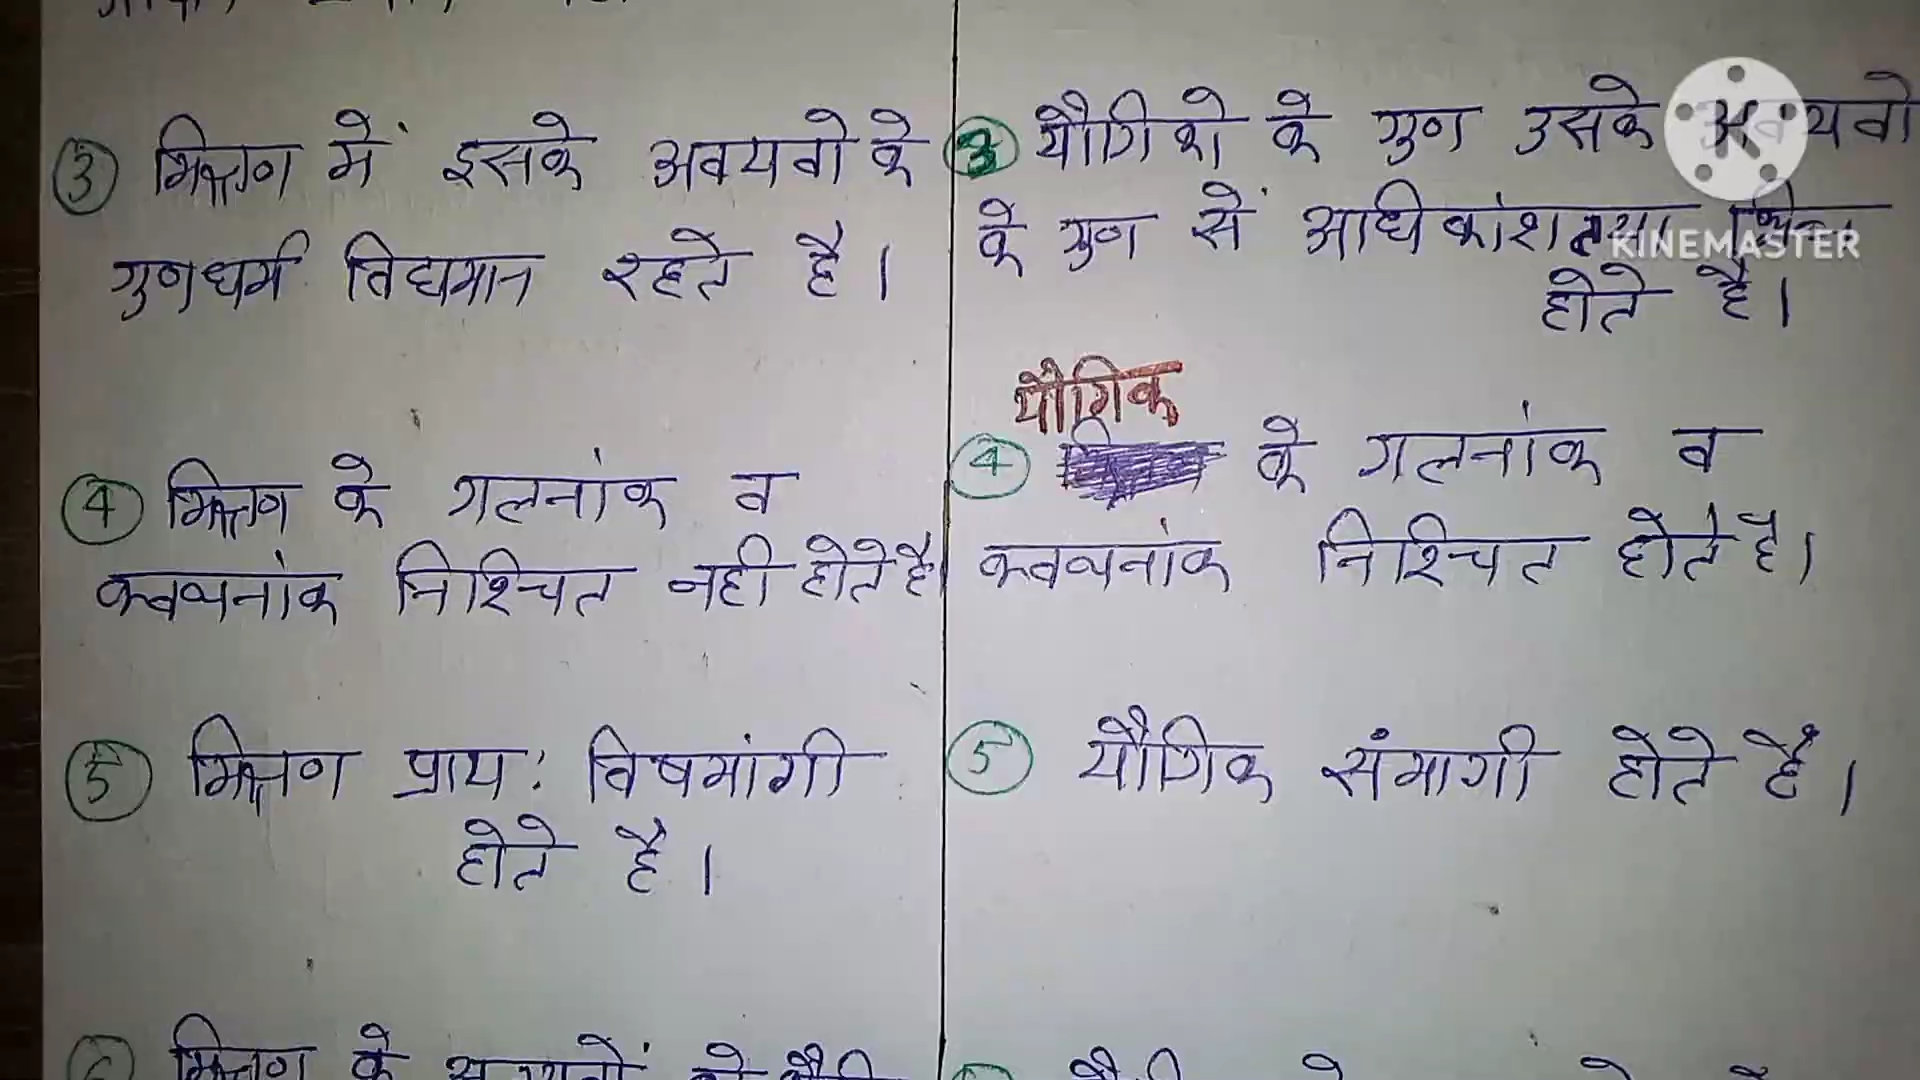 ③ मिश्रण में इसके अवयवो के
गुणधर्म विद्यमान रहते है।
④ मिश्रण के गलनांक व
क्वथनांक निश्चित नही होते है।
⑤ मिश्रण प्राय: विषमांगी
होते है।
③ यौगिको के गुण उसके अवयवो
के गुण से अधिकांशतया भिन्न
होते है।
यौगिक
④ के गलनांक व
क्वथनांक निश्चित होते है।
⑤ यौगिक संमागी होते है।
KINEMASTER